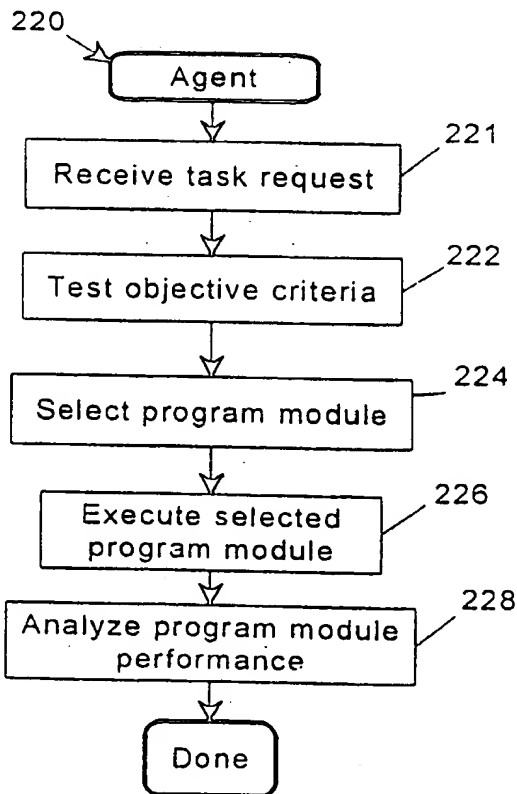 220
Agent
221
Receive task request
222
Test objective criteria
224
Select program module
226
Execute selected
program module
228
Analyze program module
performance
Done